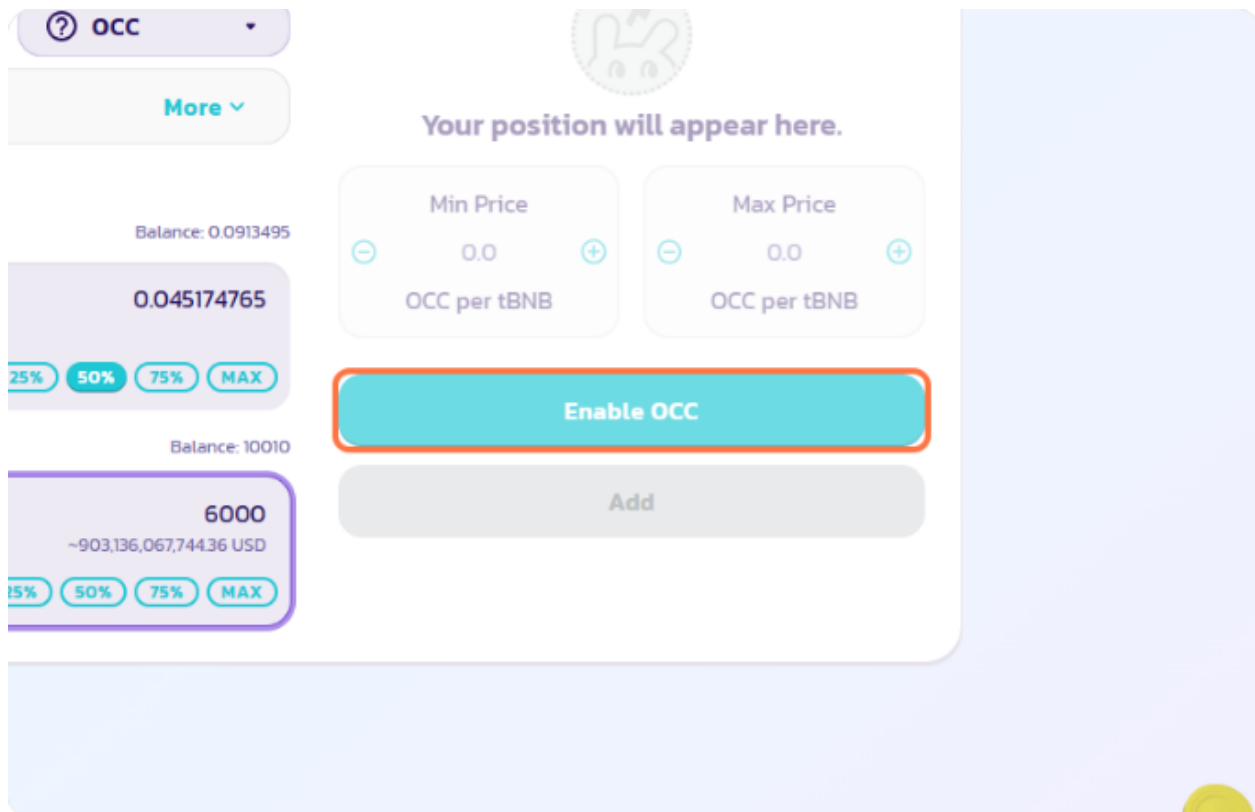 OCC
More
Your position will appear here.
Balance: 0.0913495
0.045174765
25% 50% 75% MAX
Balance: 10010
6000
~903,136,067,744.36 USD
25% 50% 75% MAX
Min Price
0.0
OCC per tBNB
Max Price
0.0
OCC per tBNB
Enable OCC
Add